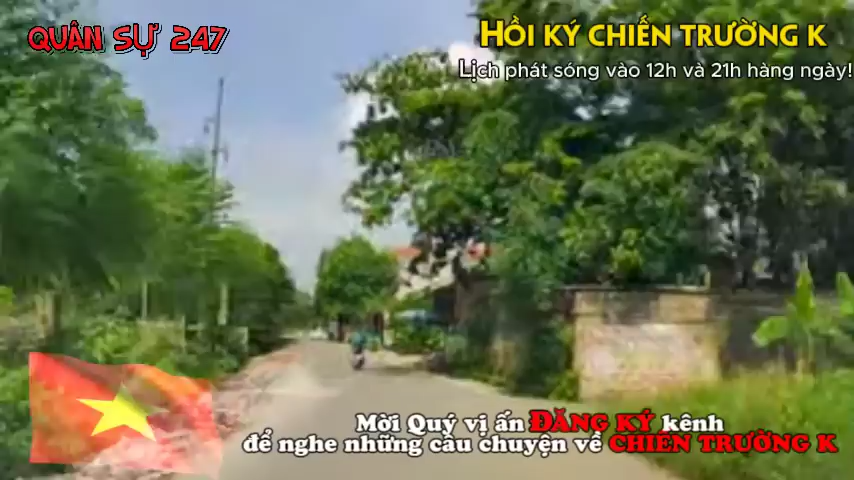 QUÂN SỰ 247
HỒI KÝ CHIẾN TRƯỜNG K
Lịch phát sóng vào 12h và 21h hàng ngày!
Mời Quý vị ấn ĐĂNG KÝ kênh
để nghe những câu chuyện về CHIẾN TRƯỜNG K